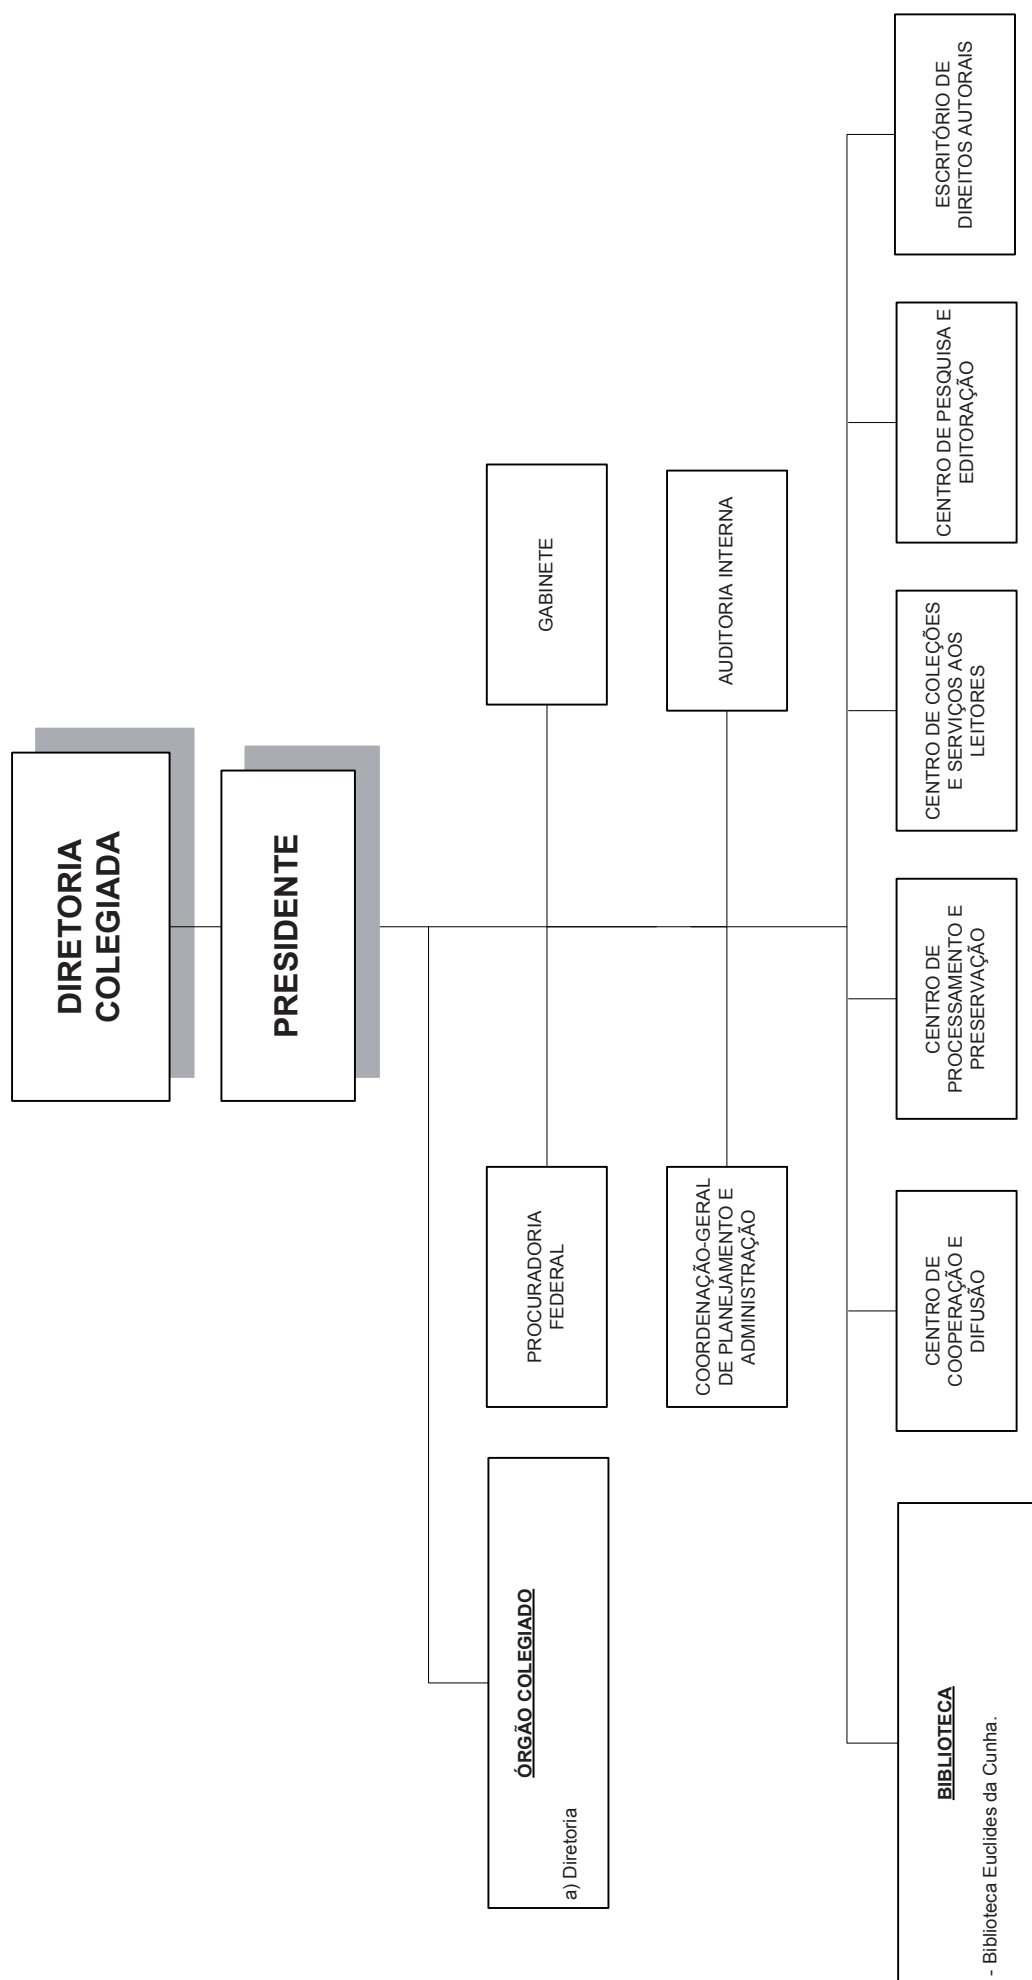 DIRETORIA
COLEGIADA
PRESIDENTE
ÓRGÃO COLEGIADO
a) Diretoria
PROCURADORIA
FEDERAL
GABINETE
COORDENAÇÃO-GERAL
DE PLANEJAMENTO E
ADMINISTRAÇÃO
AUDITORIA INTERNA
BIBLIOTECA
- Biblioteca Euclides da Cunha.
CENTRO DE
COOPERAÇÃO E
DIFUSÃO
CENTRO DE
PROCESSAMENTO E
PRESERVAÇÃO
CENTRO DE COLEÇÕES
E SERVIÇOS AOS
LEITORES
CENTRO DE PESQUISA E
EDITORAÇÃO
ESCRITÓRIO DE
DIREITOS AUTORAIS